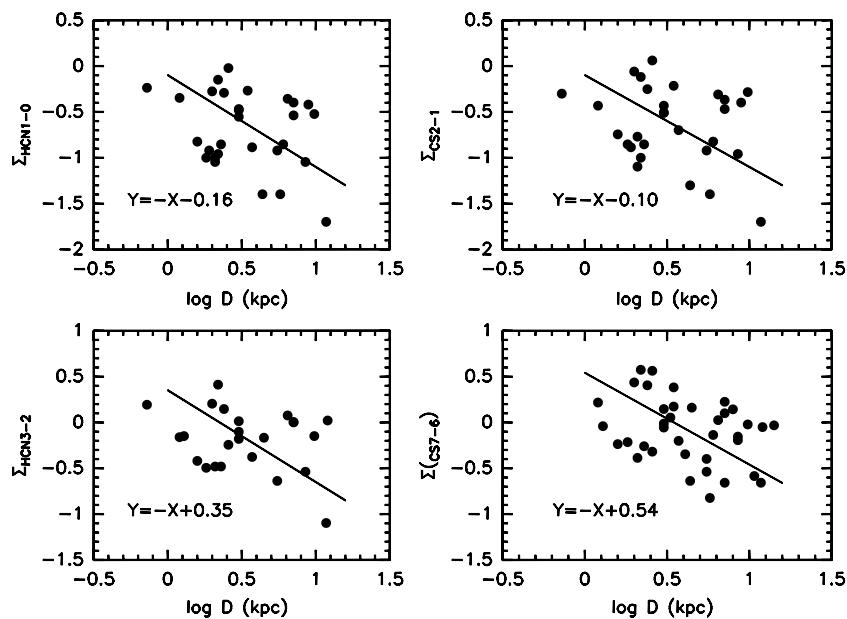 0.5
0
−0.5
−1
−1.5
−2
Σ_HCN1−0
Y=−X−0.16
−0.5 0 0.5 1 1.5
log D (kpc)
0.5
0
−0.5
−1
−1.5
−2
Σ_CS2−1
Y=−X−0.10
−0.5 0 0.5 1 1.5
log D (kpc)
1
0.5
0
−0.5
−1
−1.5
Σ_HCN3−2
Y=−X+0.35
−0.5 0 0.5 1 1.5
log D (kpc)
1
0.5
0
−0.5
−1
−1.5
Σ(CS7−6)
Y=−X+0.54
−0.5 0 0.5 1 1.5
log D (kpc)